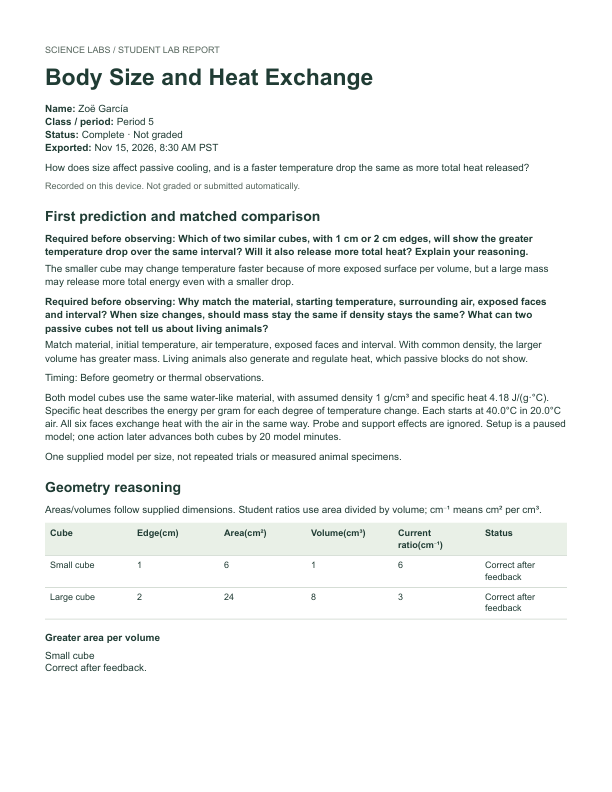 SCIENCE LABS / STUDENT LAB REPORT
Body Size and Heat Exchange
Name: Zoë García
Class / period: Period 5
Status: Complete · Not graded
Exported: Nov 15, 2026, 8:30 AM PST
How does size affect passive cooling, and is a faster temperature drop the same as more total heat released?
Recorded on this device. Not graded or submitted automatically.
First prediction and matched comparison
Required before observing: Which of two similar cubes, with 1 cm or 2 cm edges, will show the greater
temperature drop over the same interval? Will it also release more total heat? Explain your reasoning.
The smaller cube may change temperature faster because of more exposed surface per volume, but a large mass
may release more total energy even with a smaller drop.
Required before observing: Why match the material, starting temperature, surrounding air, exposed faces
and interval? When size changes, should mass stay the same if density stays the same? What can two
passive cubes not tell us about living animals?
Match material, initial temperature, air temperature, exposed faces and interval. With common density, the larger
volume has greater mass. Living animals also generate and regulate heat, which passive blocks do not show.
Timing: Before geometry or thermal observations.
Both model cubes use the same water-like material, with assumed density 1 g/cm³ and specific heat 4.18 J/(g·°C).
Specific heat describes the energy per gram for each degree of temperature change. Each starts at 40.0°C in 20.0°C
air. All six faces exchange heat with the air in the same way. Probe and support effects are ignored. Setup is a paused
model; one action later advances both cubes by 20 model minutes.
One supplied model per size, not repeated trials or measured animal specimens.
Geometry reasoning
Areas/volumes follow supplied dimensions. Student ratios use area divided by volume; cm⁻¹ means cm² per cm³.
Cube Edge(cm) Area(cm²) Volume(cm³) Current Status
ratio(cm⁻¹)
Small cube 1 6 1 6 Correct after
feedback
Large cube 2 24 8 3 Correct after
feedback
Greater area per volume
Small cube
Correct after feedback.